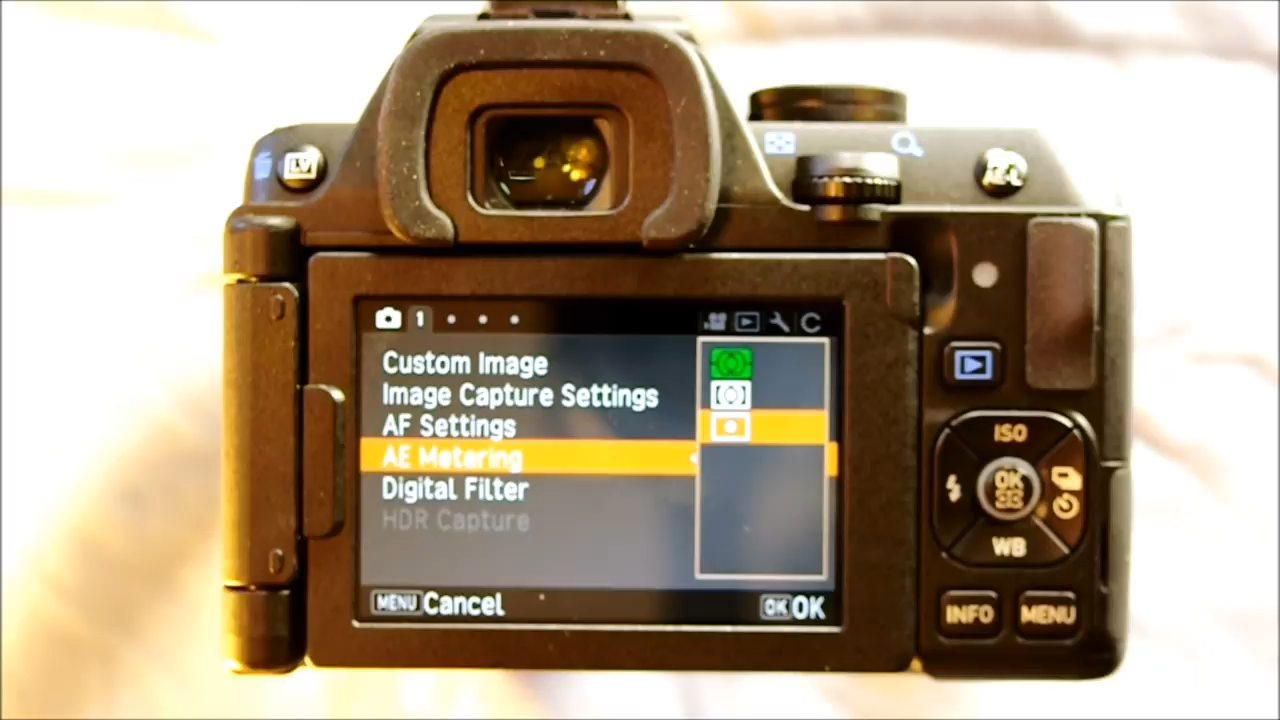 LV
AE-L
1
C
Custom Image
Image Capture Settings
AF Settings
AE Metering
Digital Filter
HDR Capture
MENU Cancel
OK OK
ISO
OK
WB
INFO
MENU